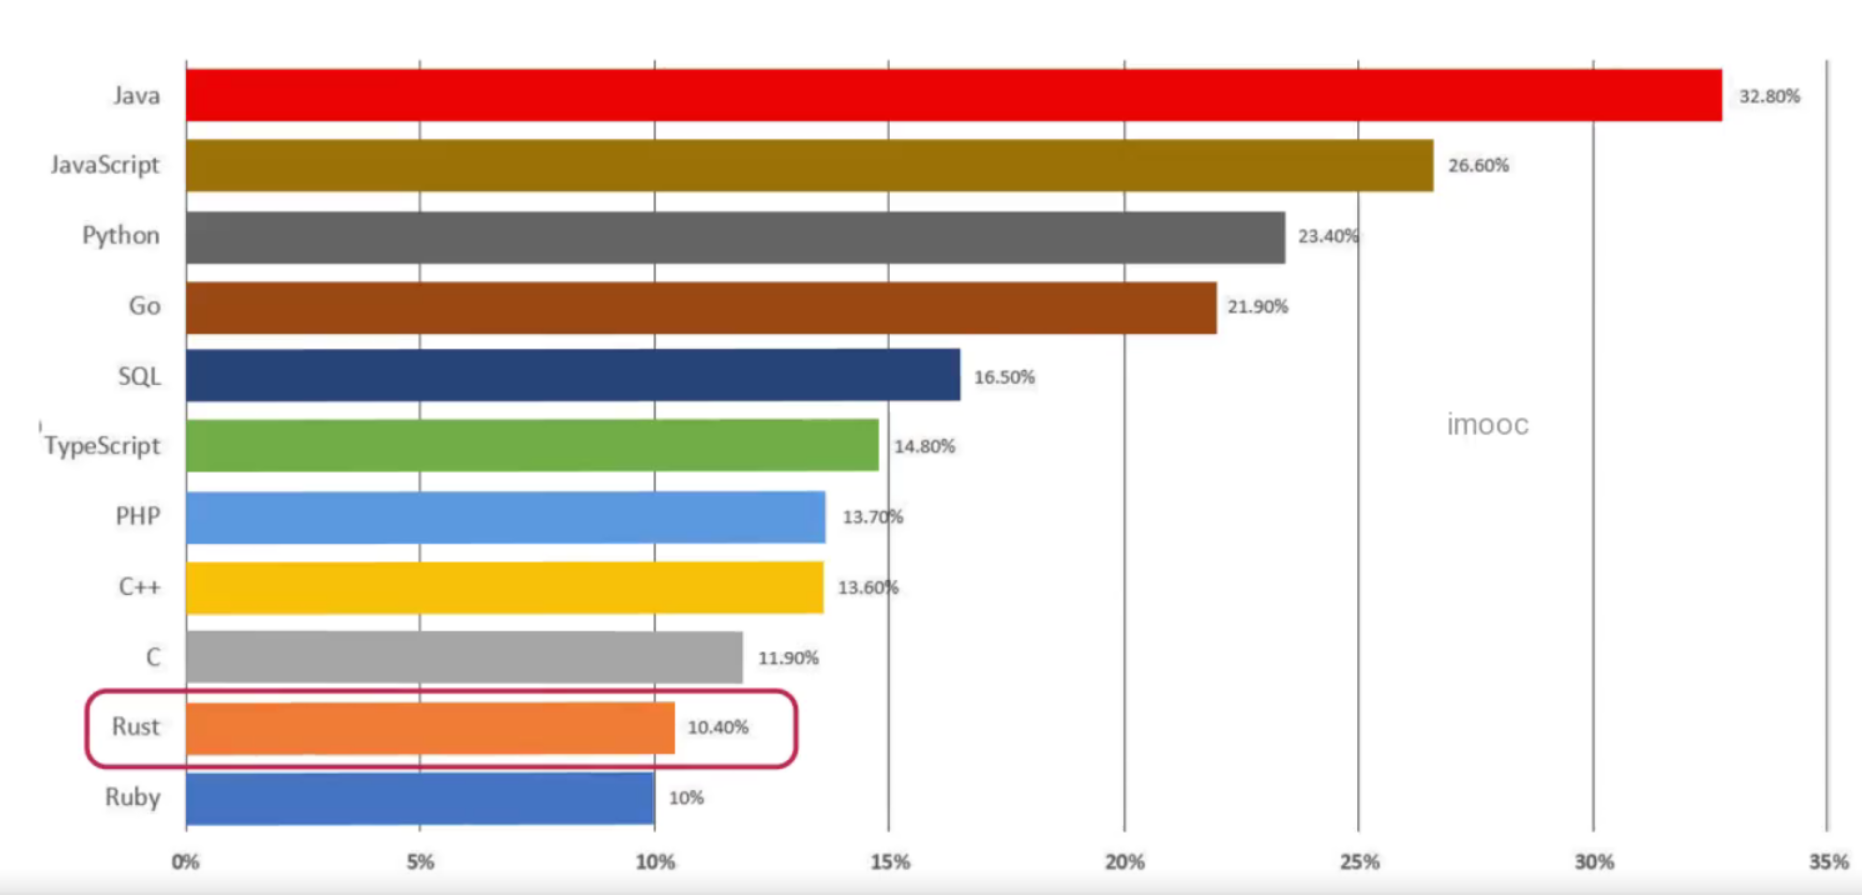 Java 32.80%
JavaScript 26.60%
Python 23.40%
Go 21.90%
SQL 16.50%
imooc
TypeScript 14.80%
PHP 13.70%
C++ 13.60%
C 11.90%
Rust 10.40%
Ruby 10%
0% 5% 10% 15% 20% 25% 30% 35%